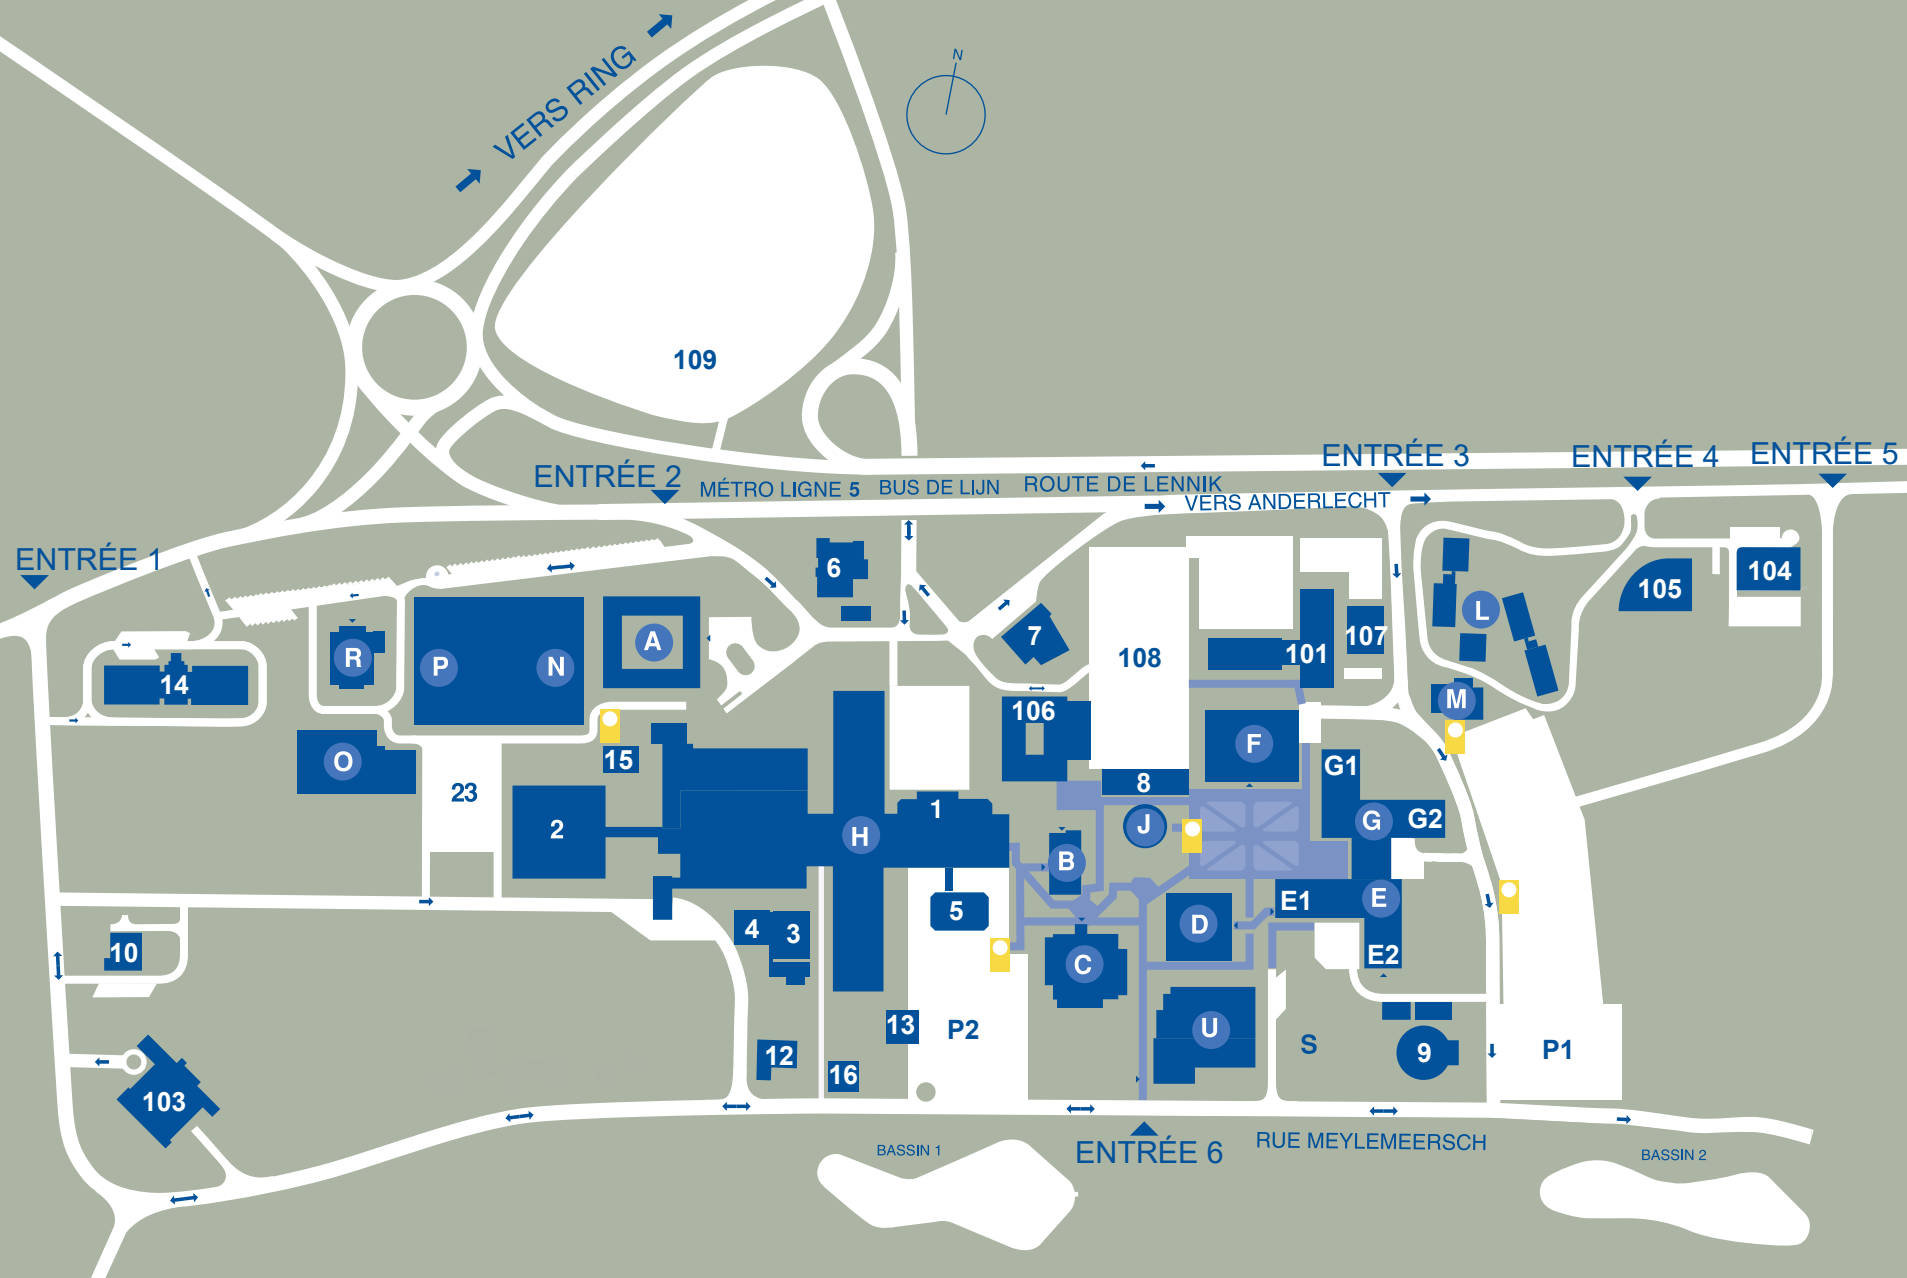 N
VERS RING
109
ENTRÉE 1
ENTRÉE 2
MÉTRO LIGNE 5
BUS DE LIJN
ROUTE DE LENNIK
VERS ANDERLECHT
ENTRÉE 3
ENTRÉE 4
ENTRÉE 5
6
7
108
101
107
L
105
104
14
R
P
N
A
M
106
O
15
23
2
H
1
8
J
F
G1
G
G2
B
5
4
3
C
D
E1
E
E2
10
103
12
16
13
P2
U
S
9
P1
BASSIN 1
ENTRÉE 6
RUE MEYLEMEERSCH
BASSIN 2